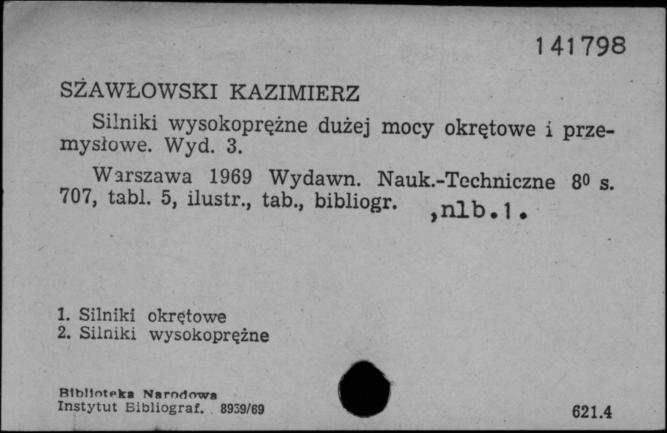 141798
SŻAWŁOWSKI KAZIMIERZ
Silniki wysokoprężne dużej mocy okrętowe i prze-
mysłowe. Wyd. 3.
Warszawa 1969 Wydawn. Nauk.-Techniczne 8⁰ s.
707, tabl. 5, ilustr., tab., bibliogr. ,nlb.1.
1. Silniki okrętowe
2. Silniki wysokoprężne
Biblioteka Narodowa
Instytut Bibliograf. 8939/69
621.4